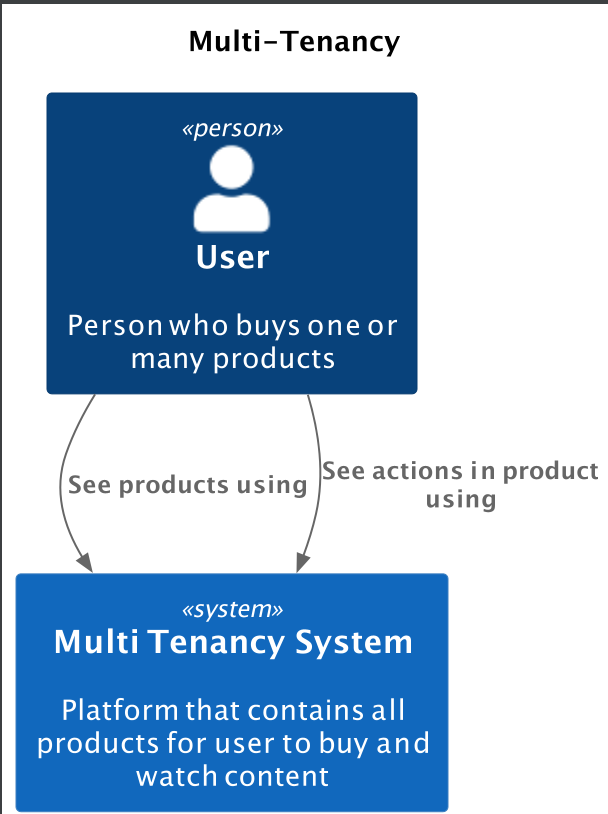 Multi-Tenancy
«person»
User
Person who buys one or
many products
See products using
See actions in product
using
«system»
Multi Tenancy System
Platform that contains all
products for user to buy and
watch content